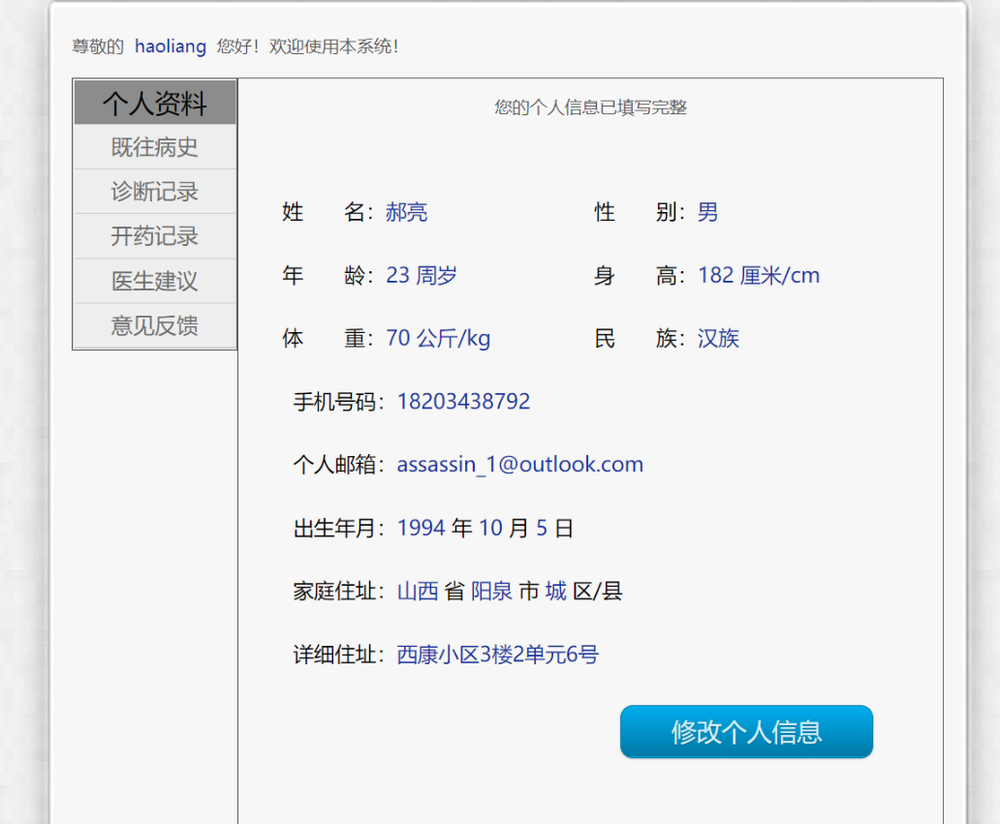 尊敬的 haoliang 您好！欢迎使用本系统！
个人资料
既往病史
诊断记录
开药记录
医生建议
意见反馈
您的个人信息已填写完整
姓 名：郝亮 性 别：男
年 龄：23 周岁 身 高：182 厘米/cm
体 重：70 公斤/kg 民 族：汉族
手机号码：18203438792
个人邮箱：assassin_1@outlook.com
出生年月：1994 年 10 月 5 日
家庭住址：山西 省 阳泉 市 城 区/县
详细住址：西康小区3楼2单元6号
修改个人信息